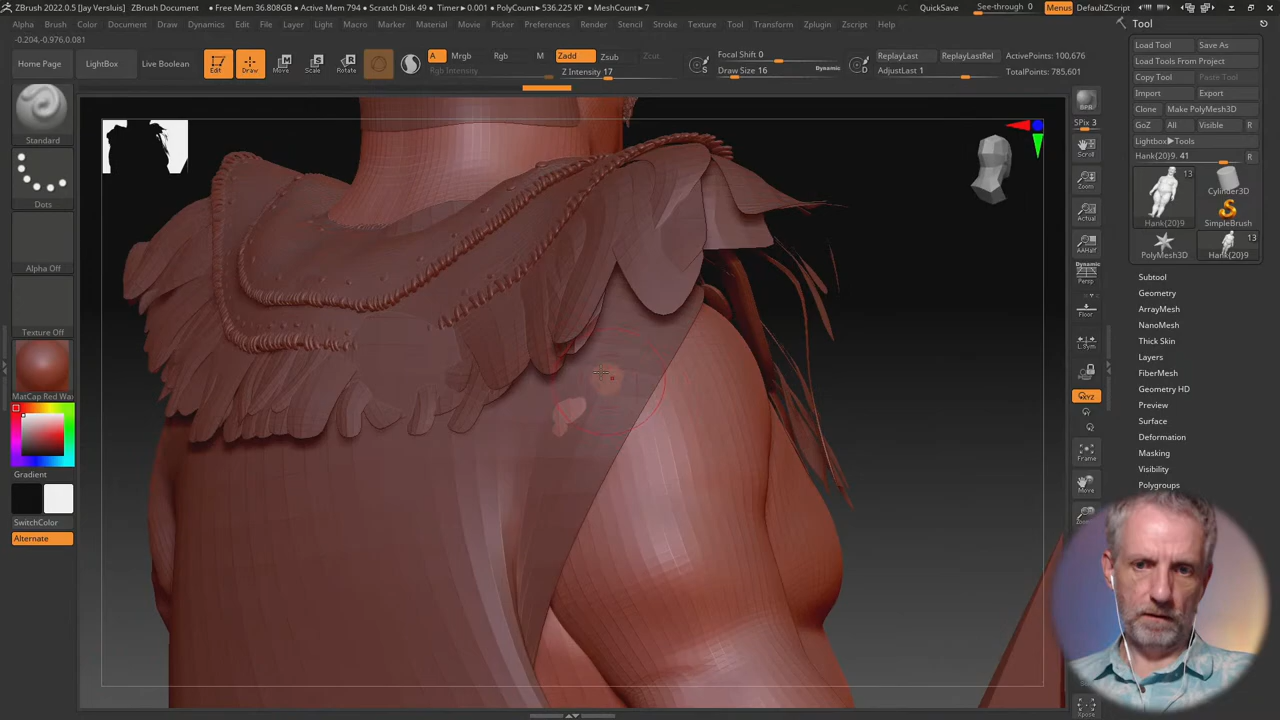 ZBrush 2022.0.5 [Jay Versluis] ZBrush Document • Free Mem 36.808GB • Active Mem 794 • Scratch Disk 49 • Timer▶0.001 • PolyCount▶536.225 KP • MeshCount▶7 AC QuickSave See-through 0 Menus DefaultZScript
Alpha Brush Color Document Draw Dynamics Edit File Layer Light Macro Marker Material Movie Picker Preferences Render Stencil Stroke Texture Tool Transform Zplugin Zscript Help
Tool
-0.204,-0.976,0.081
Home Page LightBox Live Boolean Edit Draw Move Scale Rotate A Mrgb Rgb M Zadd Zsub Zcut
Rgb Intensity Z Intensity 17
Focal Shift 0
Draw Size 16 Dynamic
S D
ReplayLast ReplayLastRel ActivePoints: 100,676
AdjustLast 1 TotalPoints: 785,601
Load Tool Save As
Load Tools From Project
Copy Tool Paste Tool
Import Export
Clone Make PolyMesh3D
GoZ All Visible R
Lightbox▶Tools
Hank{20}9. 41 R
13 Cylinder3D
Hank{20}9 SimpleBrush
13
PolyMesh3D Hank{20}9
Subtool
Geometry
ArrayMesh
NanoMesh
Thick Skin
Layers
FiberMesh
Geometry HD
Preview
Surface
Deformation
Masking
Visibility
Polygroups
Standard
Dots
Alpha Off
Texture Off
MatCap Red Wa
Gradient
SwitchColor
Alternate
BPR
SPix 3
Scroll
Zoom
Actual
AAHalf
Dynamic
Persp
Floor
L.Sym
XYZ
Frame
Move
Xpose